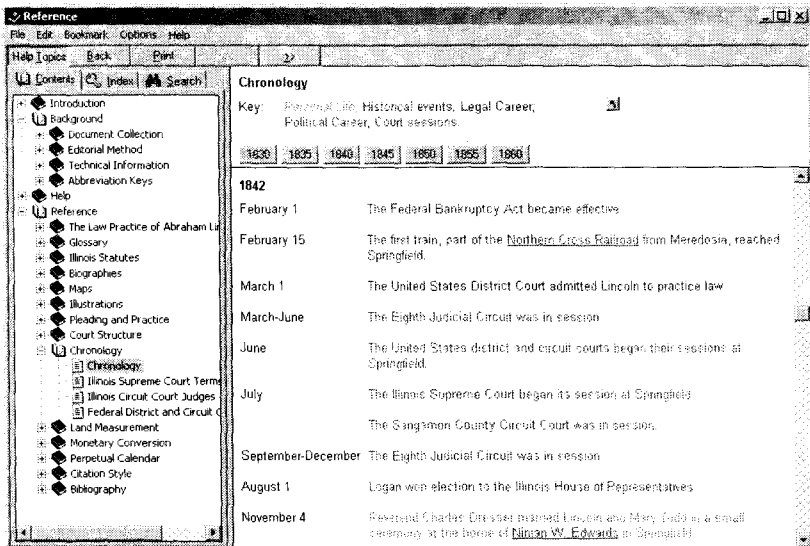 Reference
File Edit Bookmark Options Help
Help Topics Back Print >>
Contents Index Search
Introduction
Background
Document Collection
Editorial Method
Technical Information
Abbreviation Keys
Help
Reference
The Law Practice of Abraham Li
Glossary
Illinois Statutes
Biographies
Maps
Illustrations
Pleading and Practice
Court Structure
Chronology
Chronology
Illinois Supreme Court Terms
Illinois Circuit Court Judges
Federal District and Circuit C
Land Measurement
Monetary Conversion
Perpetual Calendar
Citation Style
Bibliography
Chronology
Key: Personal Life, Historical events, Legal Career,
Political Career, Court sessions.
1830 1835 1840 1845 1850 1855 1860
1842
February 1 The Federal Bankruptcy Act became effective
February 15 The first train, part of the Northern Cross Railroad from Meredosia, reached
Springfield.
March 1 The United States District Court admitted Lincoln to practice law
March-June The Eighth Judicial Circuit was in session
June The United States district and circuit courts began their sessions at
Springfield.
July The Illinois Supreme Court began its session at Springfield
The Sangamon County Circuit Court was in session.
September-December The Eighth Judicial Circuit was in session
August 1 Logan won election to the Illinois House of Representatives
November 4 Reverend Charles Dresser married Lincoln and Mary Todd in a small
ceremony at the home of Ninian W. Edwards in Springfield